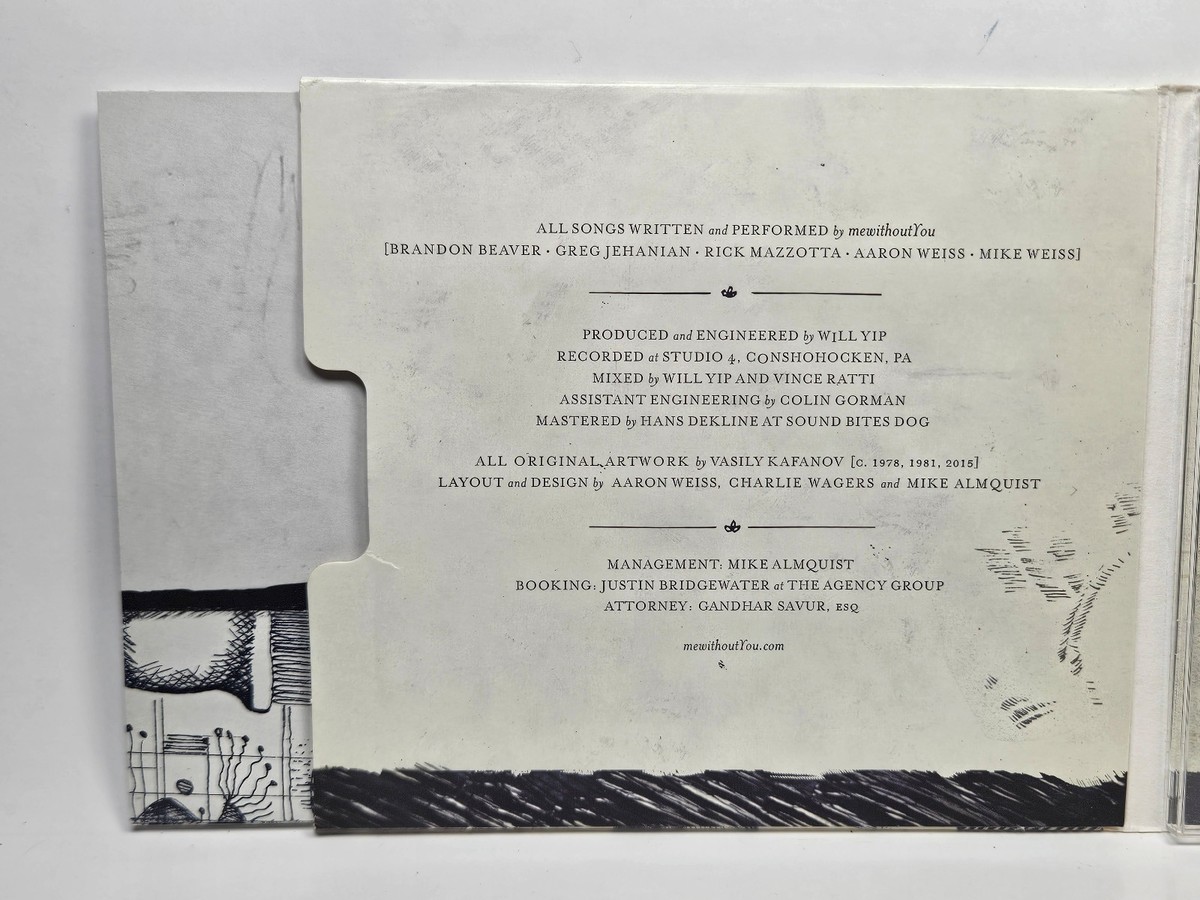 ALL SONGS WRITTEN and PERFORMED by mewithoutYou
[BRANDON BEAVER · GREG JEHANIAN · RICK MAZZOTTA · AARON WEISS · MIKE WEISS]
PRODUCED and ENGINEERED by WILL YIP
RECORDED at STUDIO 4, CONSHOHOCKEN, PA
MIXED by WILL YIP AND VINCE RATTI
ASSISTANT ENGINEERING by COLIN GORMAN
MASTERED by HANS DEKLINE AT SOUND BITES DOG
ALL ORIGINAL ARTWORK by VASILY KAFANOV [C. 1978, 1981, 2015]
LAYOUT and DESIGN by AARON WEISS, CHARLIE WAGERS and MIKE ALMQUIST
MANAGEMENT: MIKE ALMQUIST
BOOKING: JUSTIN BRIDGEWATER at THE AGENCY GROUP
ATTORNEY: GANDHAR SAVUR, ESQ
mewithoutYou.com